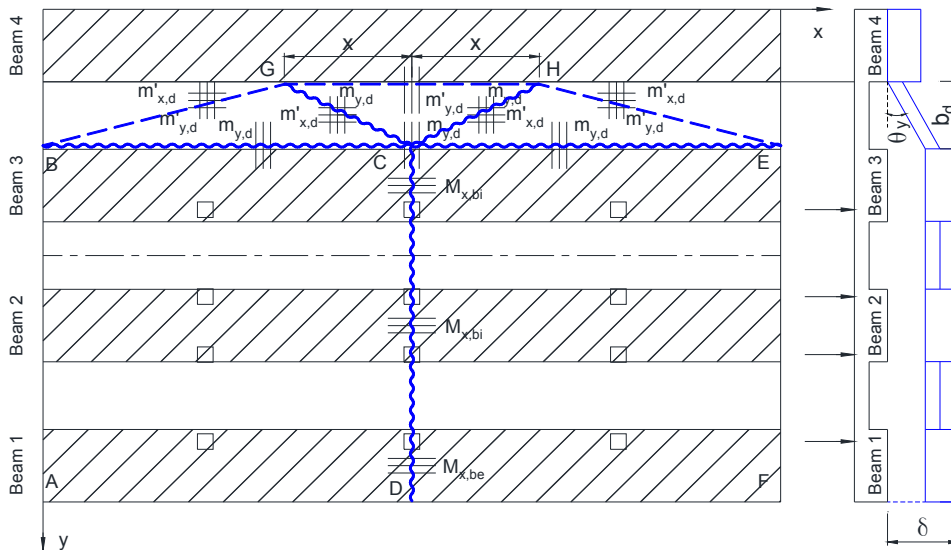 Beam 4
x
x
x
Beam 4
G
H
m'x,d
my,d
m'y,d
my,d
m'x,d
m'y,d
m'x,d
m'x,d
m'y,d
my,d
my,d
my,d
θy
bd
B
C
E
Beam 3
Mx,bi
Beam 3
Beam 2
Mx,bi
Beam 2
Beam 1
Mx,be
Beam 1
A
D
F
y
δ